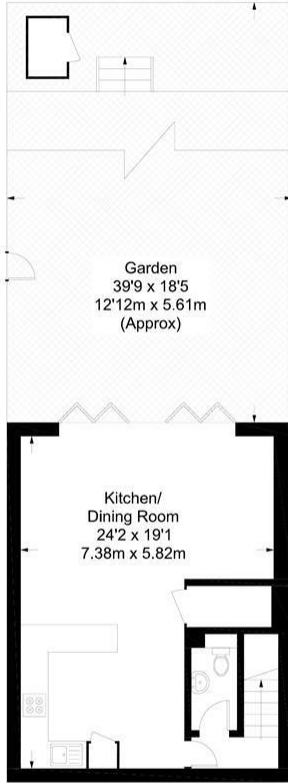 Garden
39'9 x 18'5
12'12m x 5.61m
(Approx)
Kitchen/
Dining Room
24'2 x 19'1
7.38m x 5.82m